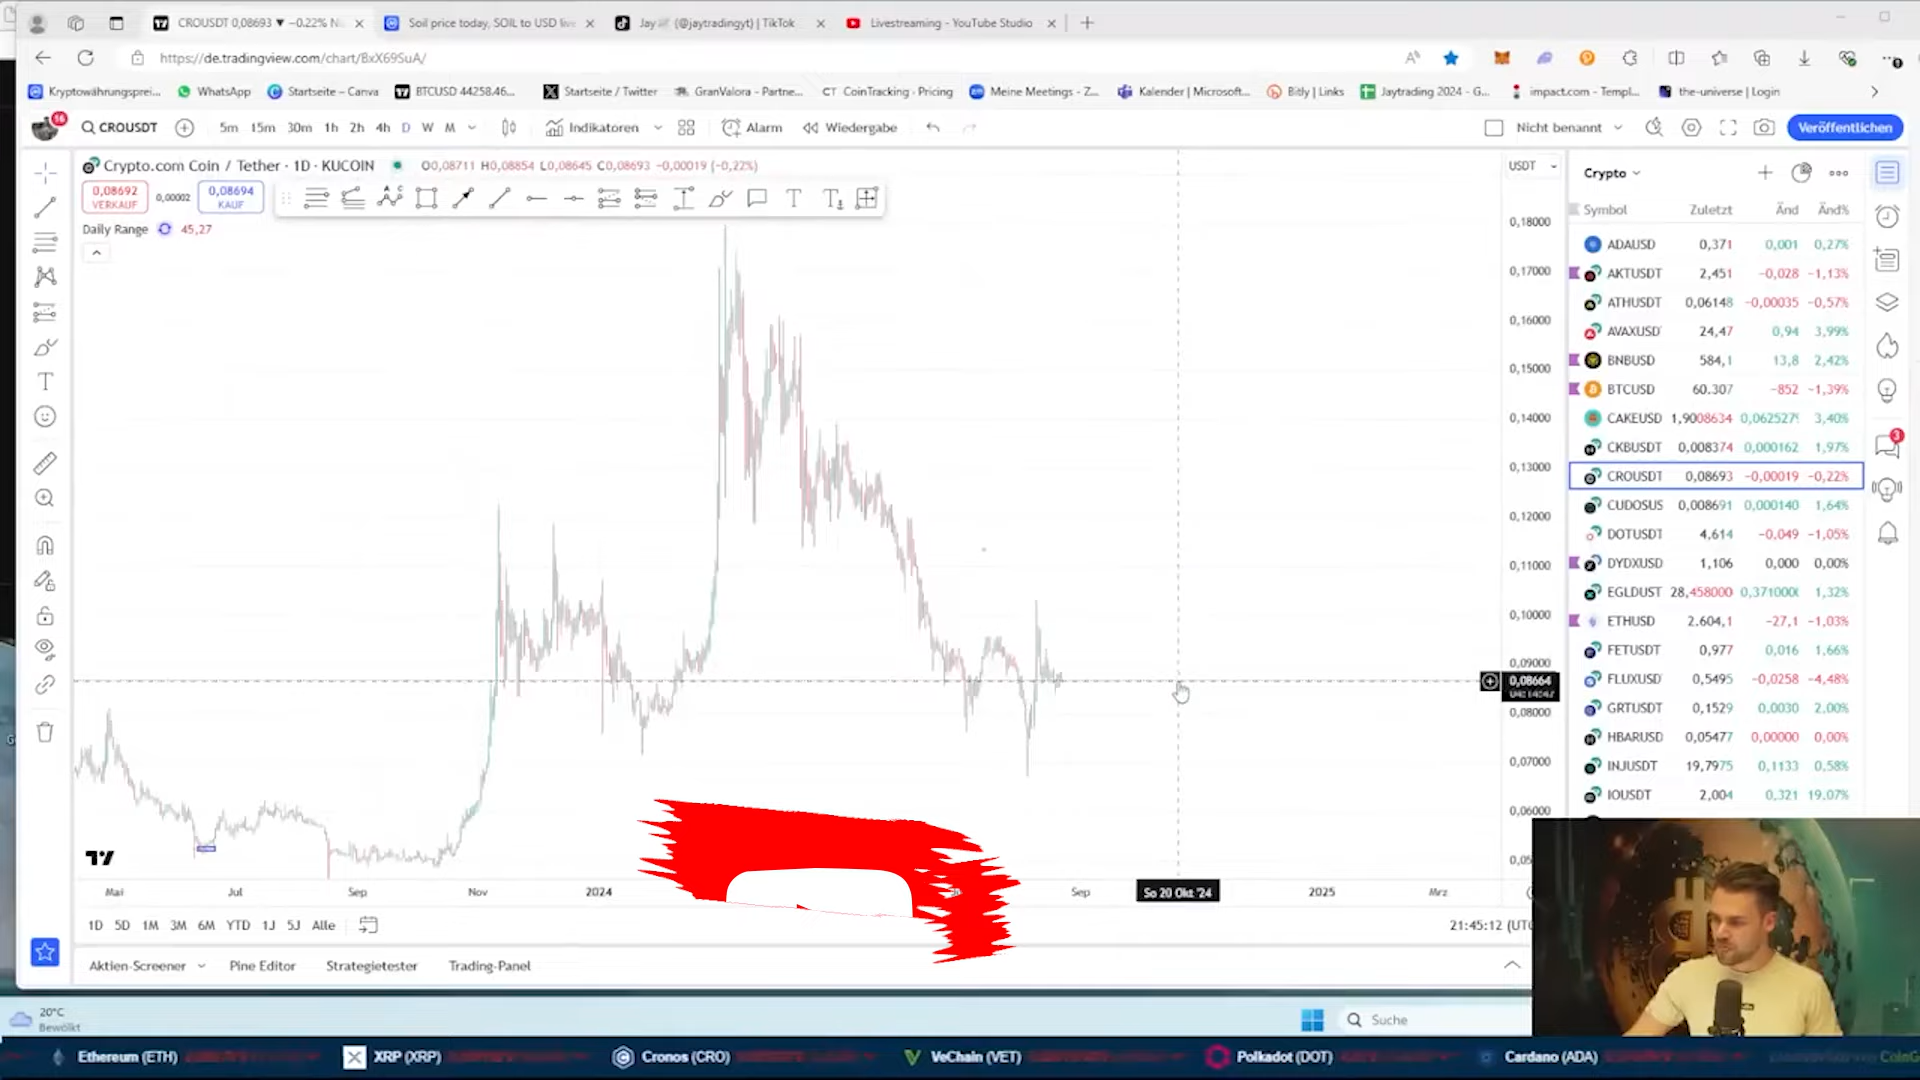 CROUSDT 0,08693 ▼ −0.22% N
Soil price today, SOIL to USD live
Jay (@jaytradingyt) | TikTok
Livestreaming - YouTube Studio
https://de.tradingview.com/chart/BxX69SuA/
Kryptowährungsprei...
WhatsApp
Startseite – Canva
BTCUSD 44258.46...
Startseite / Twitter
GranValora - Partne...
CT CoinTracking · Pricing
Meine Meetings - Z...
Kalender | Microsoft...
Bitly | Links
Jaytrading 2024 - G...
impact.com - Templ...
the-universe | Login
16
CROUSDT
5m 15m 30m 1h 2h 4h D W M
Indikatoren
Alarm
Wiedergabe
Nicht benannt
Veröffentlichen
Crypto.com Coin / Tether · 1D · KUCOIN
O0,08711 H0,08854 L0,08645 C0,08693 −0,00019 (−0,22%)
0,08692 VERKAUF
0,00002
0,08694 KAUF
Daily Range 45,27
USDT
0,18000
0,17000
0,16000
0,15000
0,14000
0,13000
0,12000
0,11000
0,10000
0,09000
0,08664
0,08000
0,07000
0,06000
Mai Jul Sep Nov 2024 Sep So 20 Okt '24 2025 Mrz
1D 5D 1M 3M 6M YTD 1J 5J Alle
21:45:12 (UTC
Aktien-Screener
Pine Editor
Strategietester
Trading-Panel
Crypto
Symbol Zuletzt Änd Änd%
ADAUSD 0,371 0,001 0,27%
AKTUSDT 2,451 −0,028 −1,13%
ATHUSDT 0,06148 −0,00035 −0,57%
AVAXUSD 24,47 0,94 3,99%
BNBUSD 584,1 13,8 2,42%
BTCUSD 60.307 −852 −1,39%
CAKEUSD 1,9008634 0,062527 3,40%
CKBUSDT 0,008374 0,000162 1,97%
CROUSDT 0,08693 −0,00019 −0,22%
CUDOSUS 0,008691 0,000140 1,64%
DOTUSDT 4,614 −0,049 −1,05%
DYDXUSD 1,106 0,000 0,00%
EGLDUST 28,458000 0,371000 1,32%
ETHUSD 2.604,1 −27,1 −1,03%
FETUSDT 0,977 0,016 1,66%
FLUXUSD 0,5495 −0,0258 −4,48%
GRTUSDT 0,1529 0,0030 2,00%
HBARUSD 0,05477 0,00000 0,00%
INJUSDT 19,7975 0,1133 0,58%
IOUSDT 2,004 0,321 19,07%
3
20°C
Bewölkt
Suche
Ethereum (ETH)
XRP (XRP)
Cronos (CRO)
VeChain (VET)
Polkadot (DOT)
Cardano (ADA)